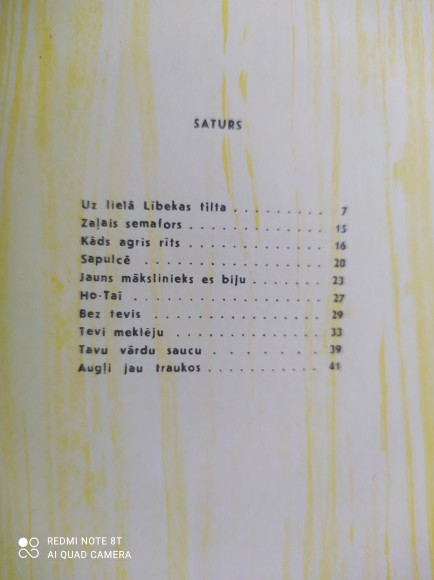 SATURS
Uz lielā Lībekas tilta . . . . . . . . . . 7
Zaļais semafors . . . . . . . . . . . . . 15
Kāds agris rīts . . . . . . . . . . . . . 16
Sapulcē . . . . . . . . . . . . . . . . 20
Jauns mākslinieks es biju . . . . . . . . 23
Ho-Tai . . . . . . . . . . . . . . . . . 27
Bez tevis . . . . . . . . . . . . . . . . 29
Tevi meklēju . . . . . . . . . . . . . . 33
Tavu vārdu saucu . . . . . . . 39
Augļi jau traukos . . . . . . . . . . . . 41
REDMI NOTE 8T
AI QUAD CAMERA